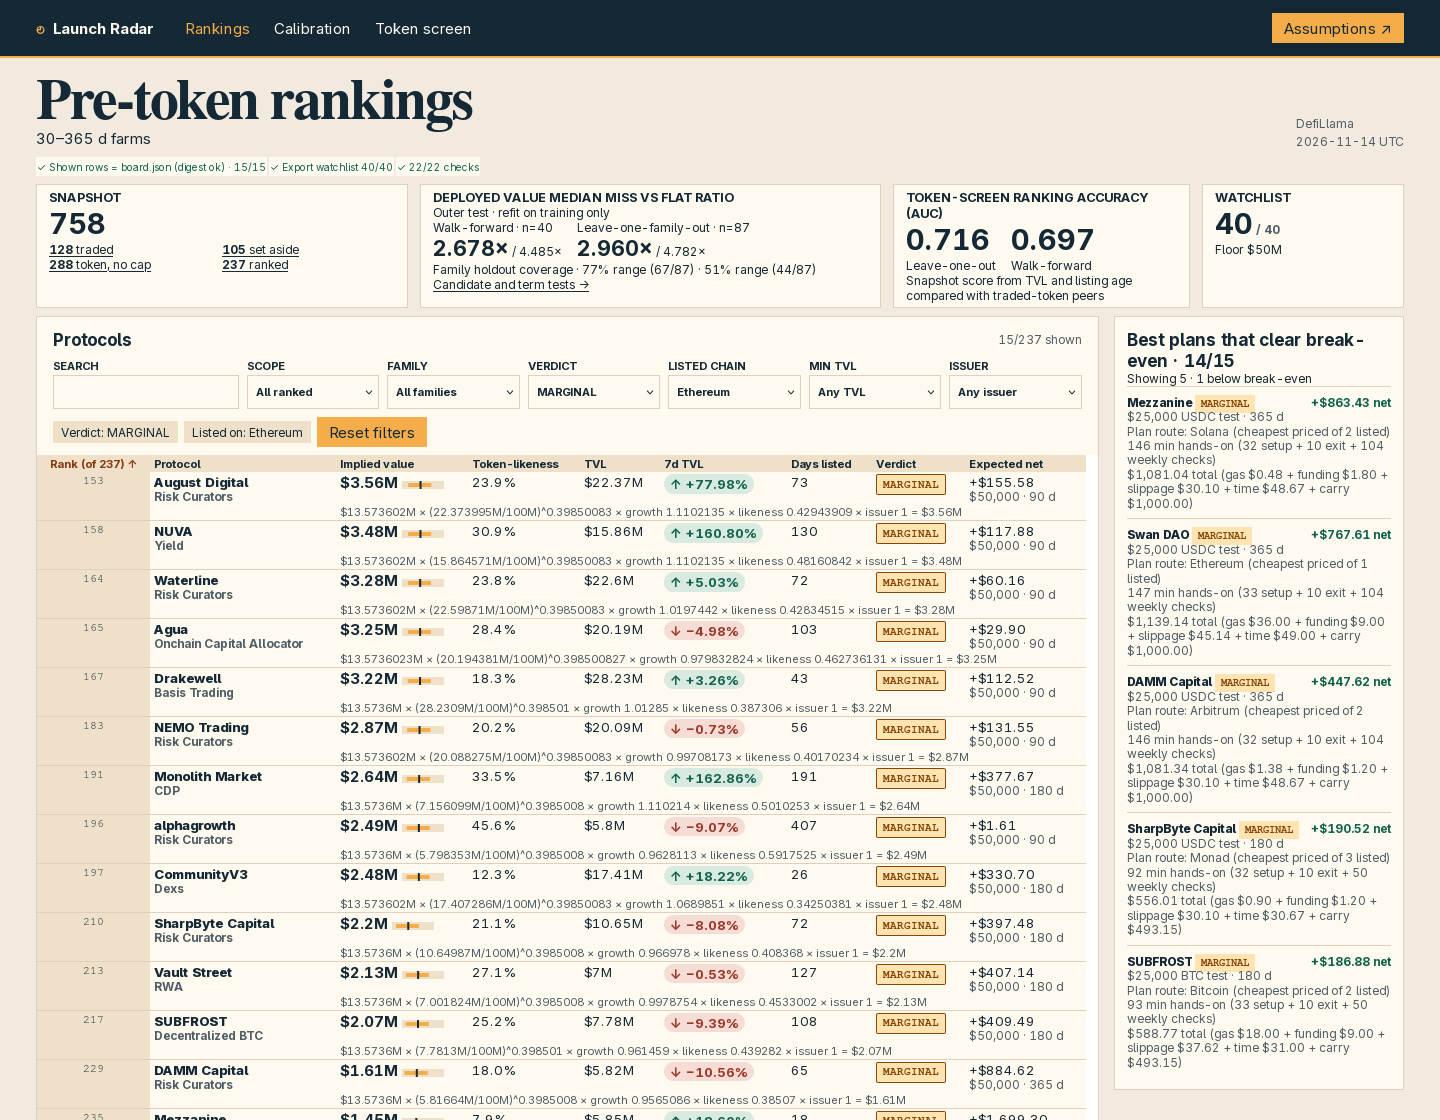 Launch Radar Rankings Calibration Token screen Assumptions ↗
Pre-token rankings
30–365 d farms
DefiLlama
2026-11-14 UTC
✓ Shown rows = board.json (digest ok) · 15/15 ✓ Export watchlist 40/40 ✓ 22/22 checks
SNAPSHOT
758
128 traded 105 set aside
288 token, no cap 237 ranked
DEPLOYED VALUE MEDIAN MISS VS FLAT RATIO
Outer test · refit on training only
Walk-forward · n=40 Leave-one-family-out · n=87
2.678× / 4.485× 2.960× / 4.782×
Family holdout coverage · 77% range (67/87) · 51% range (44/87)
Candidate and term tests →
TOKEN-SCREEN RANKING ACCURACY
(AUC)
0.716 0.697
Leave-one-out Walk-forward
Snapshot score from TVL and listing age
compared with traded-token peers
WATCHLIST
40 / 40
Floor $50M
Protocols 15/237 shown
SEARCH SCOPE FAMILY VERDICT LISTED CHAIN MIN TVL ISSUER
All ranked All families MARGINAL Ethereum Any TVL Any issuer
Verdict: MARGINAL Listed on: Ethereum Reset filters
Rank (of 237) ↑ Protocol Implied value Token-likeness TVL 7d TVL Days listed Verdict Expected net
153 August Digital $3.56M 23.9% $22.37M ↑ +77.98% 73 MARGINAL +$155.58
Risk Curators $50,000 · 90 d
$13.573602M × (22.373995M/100M)^0.39850083 × growth 1.1102135 × likeness 0.42943909 × issuer 1 = $3.56M
158 NUVA $3.48M 30.9% $15.86M ↑ +160.80% 130 MARGINAL +$117.88
Yield $50,000 · 90 d
$13.573602M × (15.864571M/100M)^0.39850083 × growth 1.1102135 × likeness 0.48160842 × issuer 1 = $3.48M
164 Waterline $3.28M 23.8% $22.6M ↑ +5.03% 72 MARGINAL +$60.16
Risk Curators $50,000 · 90 d
$13.573602M × (22.59871M/100M)^0.39850083 × growth 1.0197442 × likeness 0.42834515 × issuer 1 = $3.28M
165 Agua $3.25M 28.4% $20.19M ↓ −4.98% 103 MARGINAL +$29.90
Onchain Capital Allocator $50,000 · 90 d
$13.5736023M × (20.194381M/100M)^0.398500827 × growth 0.979832824 × likeness 0.462736131 × issuer 1 = $3.25M
167 Drakewell $3.22M 18.3% $28.23M ↑ +3.26% 43 MARGINAL +$112.52
Basis Trading $50,000 · 90 d
$13.5736M × (28.2309M/100M)^0.398501 × growth 1.01285 × likeness 0.387306 × issuer 1 = $3.22M
183 NEMO Trading $2.87M 20.2% $20.09M ↓ −0.73% 56 MARGINAL +$131.55
Risk Curators $50,000 · 90 d
$13.573602M × (20.088275M/100M)^0.39850083 × growth 0.99708173 × likeness 0.40170234 × issuer 1 = $2.87M
191 Monolith Market $2.64M 33.5% $7.16M ↑ +162.86% 191 MARGINAL +$377.67
CDP $50,000 · 180 d
$13.5736M × (7.156099M/100M)^0.3985008 × growth 1.110214 × likeness 0.5010253 × issuer 1 = $2.64M
196 alphagrowth $2.49M 45.6% $5.8M ↓ −9.07% 407 MARGINAL +$1.61
Risk Curators $50,000 · 90 d
$13.5736M × (5.798353M/100M)^0.3985008 × growth 0.9628113 × likeness 0.5917525 × issuer 1 = $2.49M
197 CommunityV3 $2.48M 12.3% $17.41M ↑ +18.22% 26 MARGINAL +$330.70
Dexs $50,000 · 180 d
$13.573602M × (17.407286M/100M)^0.39850083 × growth 1.0689851 × likeness 0.34250381 × issuer 1 = $2.48M
210 SharpByte Capital $2.2M 21.1% $10.65M ↓ −8.08% 72 MARGINAL +$397.48
Risk Curators $50,000 · 180 d
$13.5736M × (10.64987M/100M)^0.3985008 × growth 0.966978 × likeness 0.408368 × issuer 1 = $2.2M
213 Vault Street $2.13M 27.1% $7M ↓ −0.53% 127 MARGINAL +$407.14
RWA $50,000 · 180 d
$13.5736M × (7.001824M/100M)^0.3985008 × growth 0.9978754 × likeness 0.4533002 × issuer 1 = $2.13M
217 SUBFROST $2.07M 25.2% $7.78M ↓ −9.39% 108 MARGINAL +$409.49
Decentralized BTC $50,000 · 180 d
$13.5736M × (7.7813M/100M)^0.398501 × growth 0.961459 × likeness 0.439282 × issuer 1 = $2.07M
229 DAMM Capital $1.61M 18.0% $5.82M ↓ −10.56% 65 MARGINAL +$884.62
Risk Curators $50,000 · 365 d
$13.5736M × (5.81664M/100M)^0.3985008 × growth 0.9565086 × likeness 0.38507 × issuer 1 = $1.61M
235 Mezzanine $1.45M 7.9% $5.85M 18 MARGINAL +$1,699.30
Best plans that clear break-
even · 14/15
Showing 5 · 1 below break-even
Mezzanine MARGINAL +$863.43 net
$25,000 USDC test · 365 d
Plan route: Solana (cheapest priced of 2 listed)
146 min hands-on (32 setup + 10 exit + 104
weekly checks)
$1,081.04 total (gas $0.48 + funding $1.80 +
slippage $30.10 + time $48.67 + carry
$1,000.00)
Swan DAO MARGINAL +$767.61 net
$25,000 USDC test · 365 d
Plan route: Ethereum (cheapest priced of 1
listed)
147 min hands-on (33 setup + 10 exit + 104
weekly checks)
$1,139.14 total (gas $36.00 + funding $9.00
+ slippage $45.14 + time $49.00 + carry
$1,000.00)
DAMM Capital MARGINAL +$447.62 net
$25,000 USDC test · 365 d
Plan route: Arbitrum (cheapest priced of 2
listed)
146 min hands-on (32 setup + 10 exit + 104
weekly checks)
$1,081.34 total (gas $1.38 + funding $1.20 +
slippage $30.10 + time $48.67 + carry
$1,000.00)
SharpByte Capital MARGINAL +$190.52 net
$25,000 USDC test · 180 d
Plan route: Monad (cheapest priced of 3 listed)
92 min hands-on (32 setup + 10 exit + 50
weekly checks)
$556.01 total (gas $0.90 + funding $1.20 +
slippage $30.10 + time $30.67 + carry
$493.15)
SUBFROST MARGINAL +$186.88 net
$25,000 BTC test · 180 d
Plan route: Bitcoin (cheapest priced of 2 listed)
93 min hands-on (33 setup + 10 exit + 50
weekly checks)
$588.77 total (gas $18.00 + funding $9.00 +
slippage $37.62 + time $31.00 + carry
$493.15)